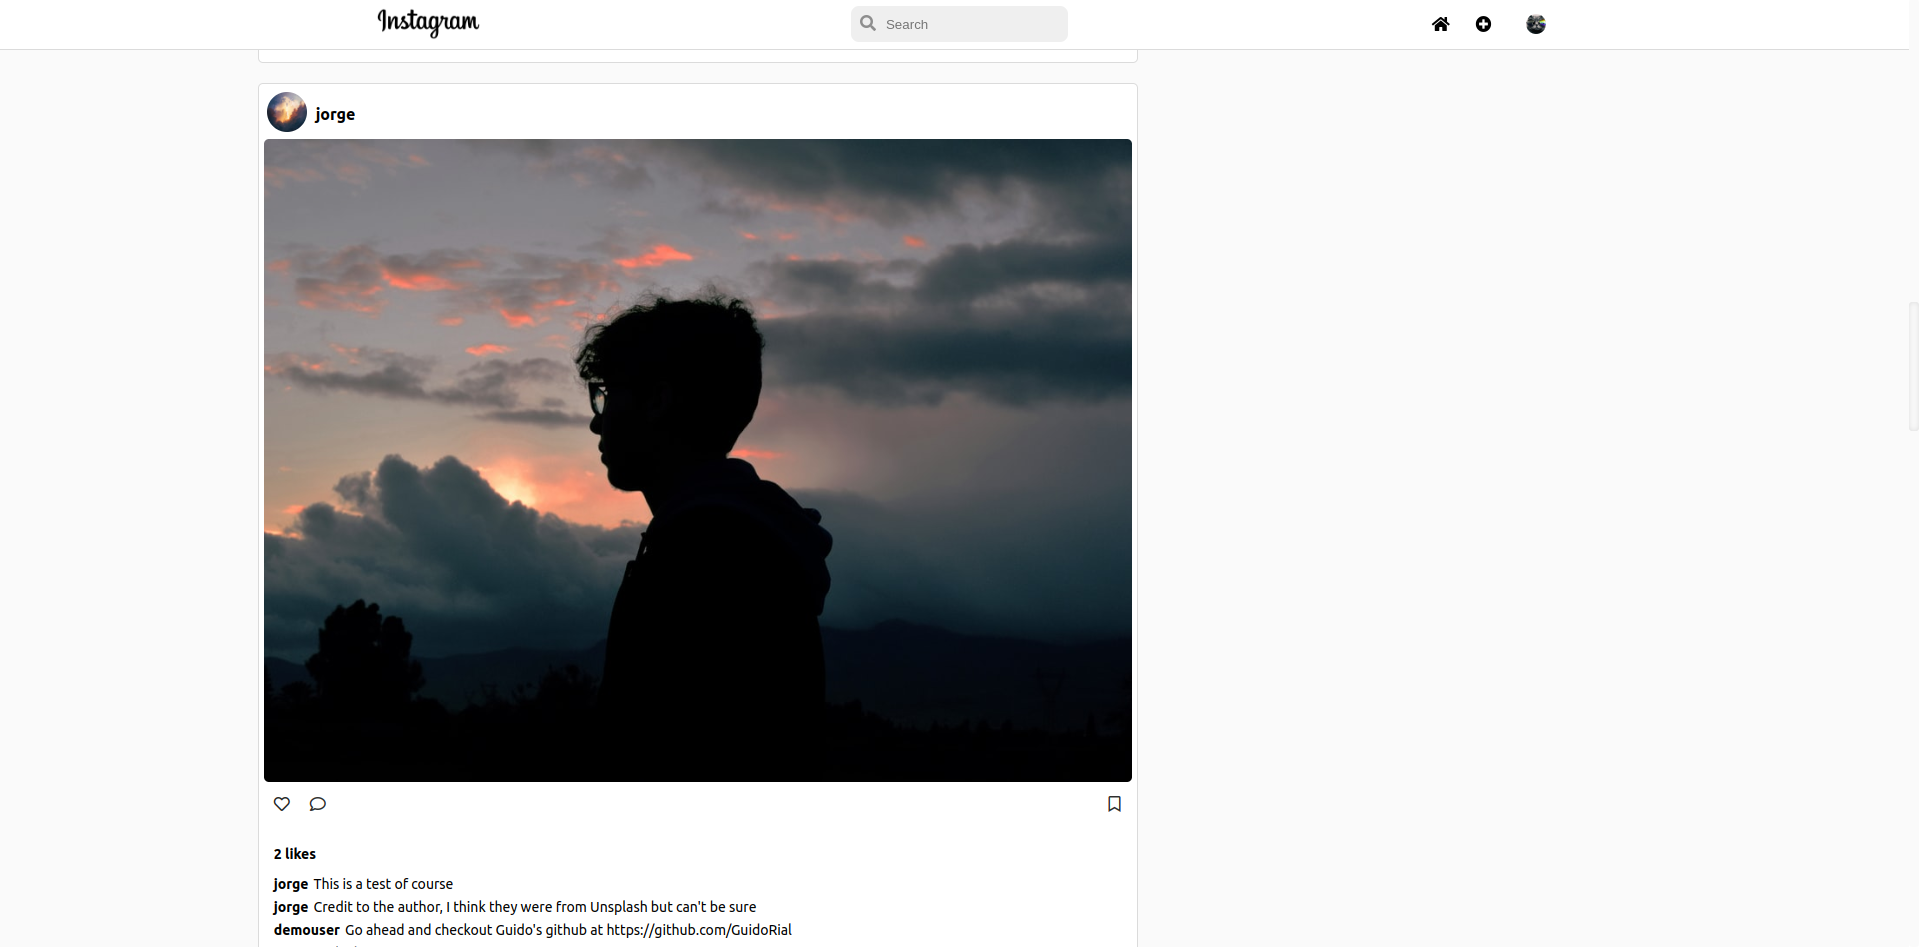 Instagram
Search
jorge
2 likes
jorge This is a test of course
jorge Credit to the author, I think they were from Unsplash but can't be sure
demouser Go ahead and checkout Guido's github at https://github.com/GuidoRial